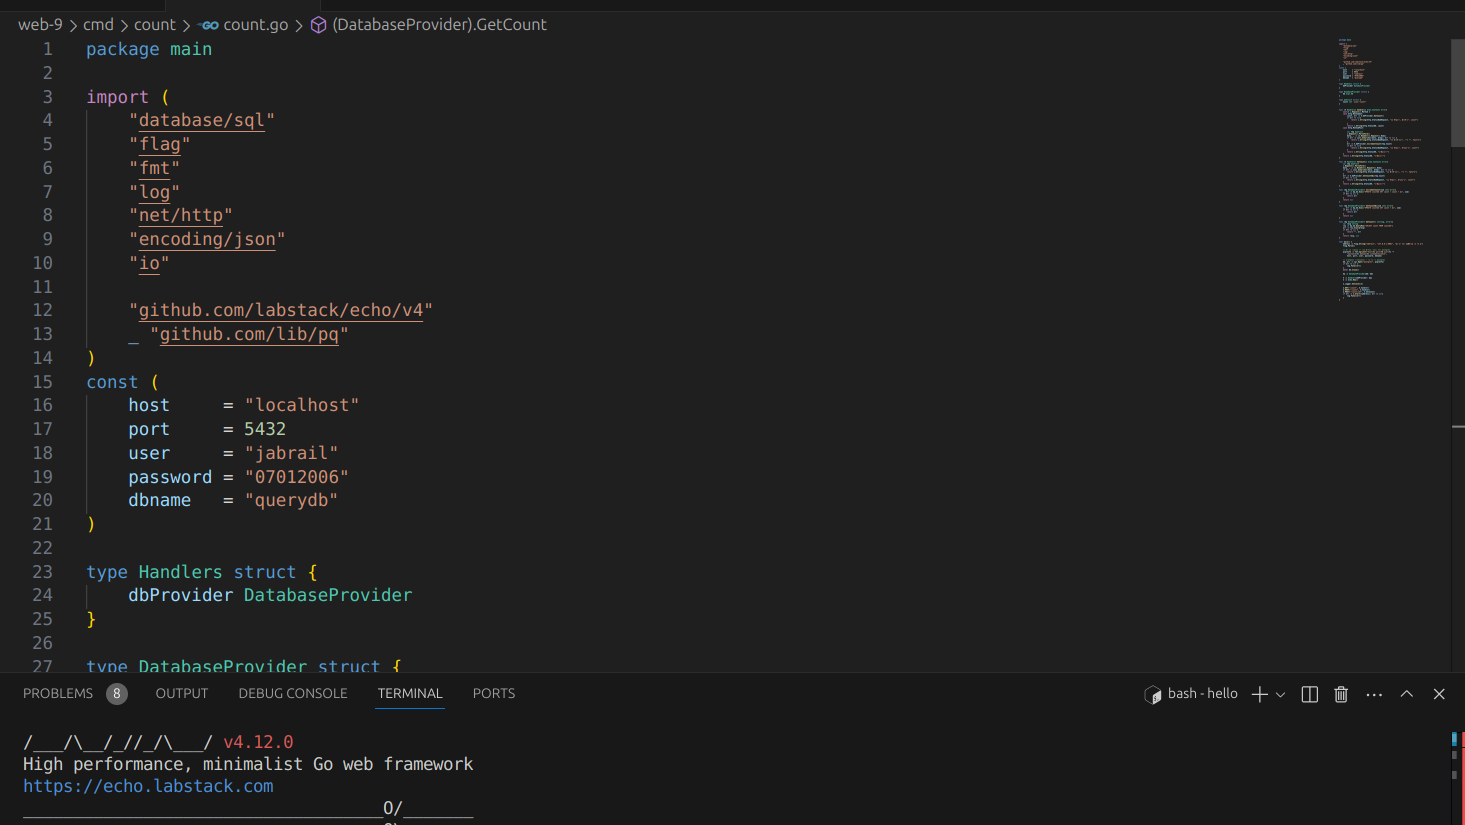 web-9 > cmd > count > GO count.go > (DatabaseProvider).GetCount
1 package main
2
3 import (
4 "database/sql"
5 "flag"
6 "fmt"
7 "log"
8 "net/http"
9 "encoding/json"
10 "io"
11
12 "github.com/labstack/echo/v4"
13 _ "github.com/lib/pq"
14 )
15 const (
16 host = "localhost"
17 port = 5432
18 user = "jabrail"
19 password = "07012006"
20 dbname = "querydb"
21 )
22
23 type Handlers struct {
24 dbProvider DatabaseProvider
25 }
26
27 type DatabaseProvider struct {
PROBLEMS 8 OUTPUT DEBUG CONSOLE TERMINAL PORTS bash - hello
/___/\__/_//_/\___/ v4.12.0
High performance, minimalist Go web framework
https://echo.labstack.com
____________________________________O/_______